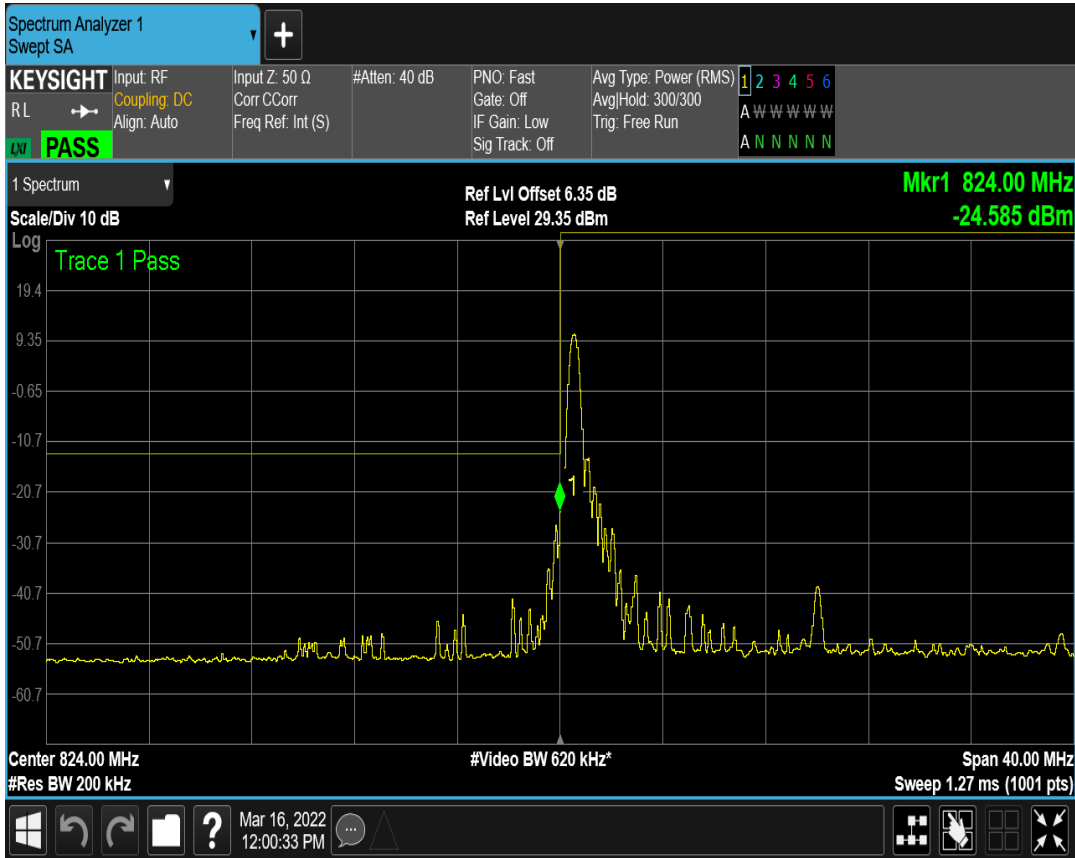 Spectrum Analyzer 1
Swept SA
+
KEYSIGHT
R L
LXI PASS
Input: RF
Coupling: DC
Align: Auto
Input Z: 50 Ω
Corr CCorr
Freq Ref: Int (S)
#Atten: 40 dB
PNO: Fast
Gate: Off
IF Gain: Low
Sig Track: Off
Avg Type: Power (RMS)
Avg|Hold: 300/300
Trig: Free Run
1 2 3 4 5 6
A W W W W W
A N N N N N
1 Spectrum
Scale/Div 10 dB
Ref Lvl Offset 6.35 dB
Ref Level 29.35 dBm
Mkr1 824.00 MHz
-24.585 dBm
Log
Trace 1 Pass
19.4
9.35
-0.65
-10.7
-20.7
1
-30.7
-40.7
-50.7
-60.7
Center 824.00 MHz
#Video BW 620 kHz*
Span 40.00 MHz
#Res BW 200 kHz
Sweep 1.27 ms (1001 pts)
?
Mar 16, 2022
12:00:33 PM